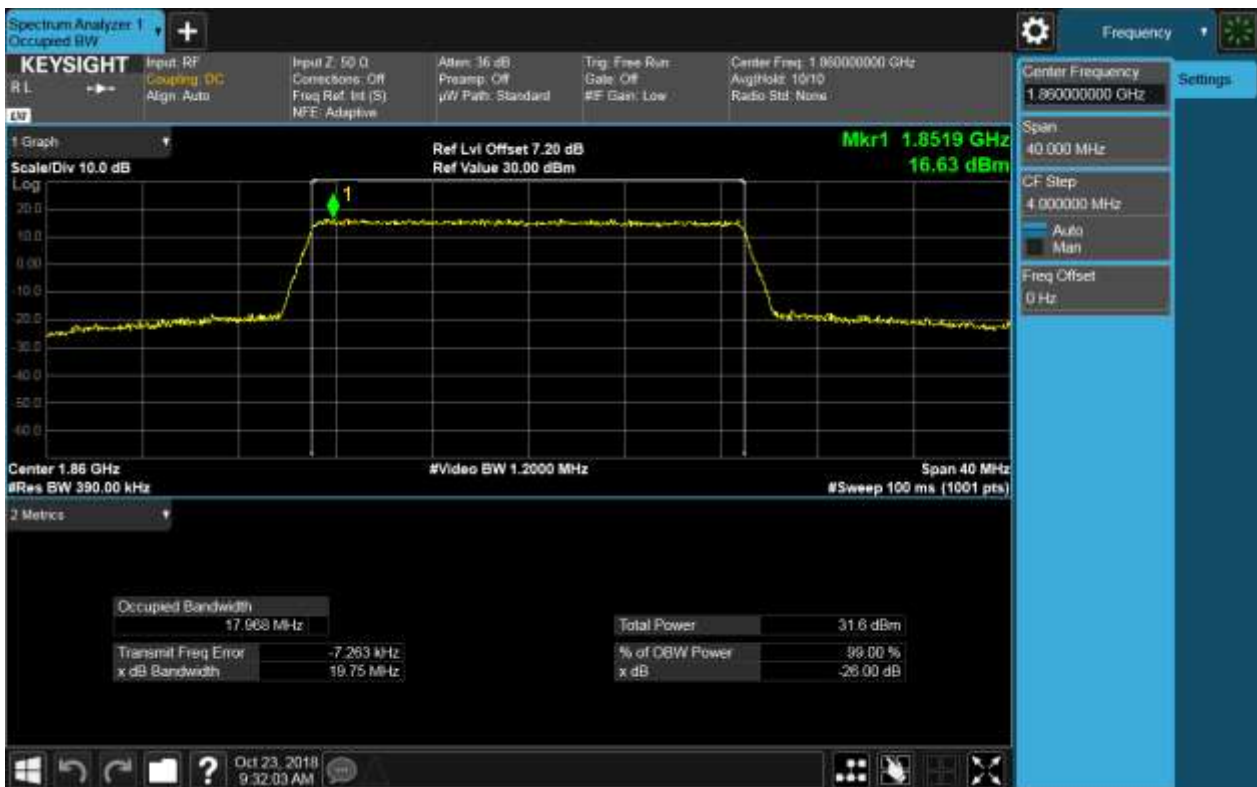 Spectrum Analyzer 1
Occupied BW
Frequency
KEYSIGHT
R L
Input: RF
Coupling: DC
Align: Auto
Input Z: 50 Ω
Corrections: Off
Freq Ref: Int (S)
NFE: Adaptive
Atten: 36 dB
Preamp: Off
µW Path: Standard
Trig: Free Run
Gate: Off
#IF Gain: Low
Center Freq: 1.860000000 GHz
Avg|Hold: 10/10
Radio Std: None
Center Frequency
1.860000000 GHz
Settings
Span
40.000 MHz
CF Step
4.000000 MHz
Auto
Man
Freq Offset
0 Hz
1 Graph
Scale/Div 10.0 dB
Ref Lvl Offset 7.20 dB
Ref Value 30.00 dBm
Mkr1 1.8519 GHz
16.63 dBm
Log
20.0
10.0
0.00
-10.0
-20.0
-30.0
-40.0
-50.0
-60.0
1
Center 1.86 GHz
#Video BW 1.2000 MHz
Span 40 MHz
#Res BW 390.00 kHz
#Sweep 100 ms (1001 pts)
2 Metrics
Occupied Bandwidth
17.968 MHz
Total Power 31.6 dBm
Transmit Freq Error -7.263 kHz
% of OBW Power 99.00 %
x dB Bandwidth 19.75 MHz
x dB -26.00 dB
Oct 23, 2018
9:32:03 AM